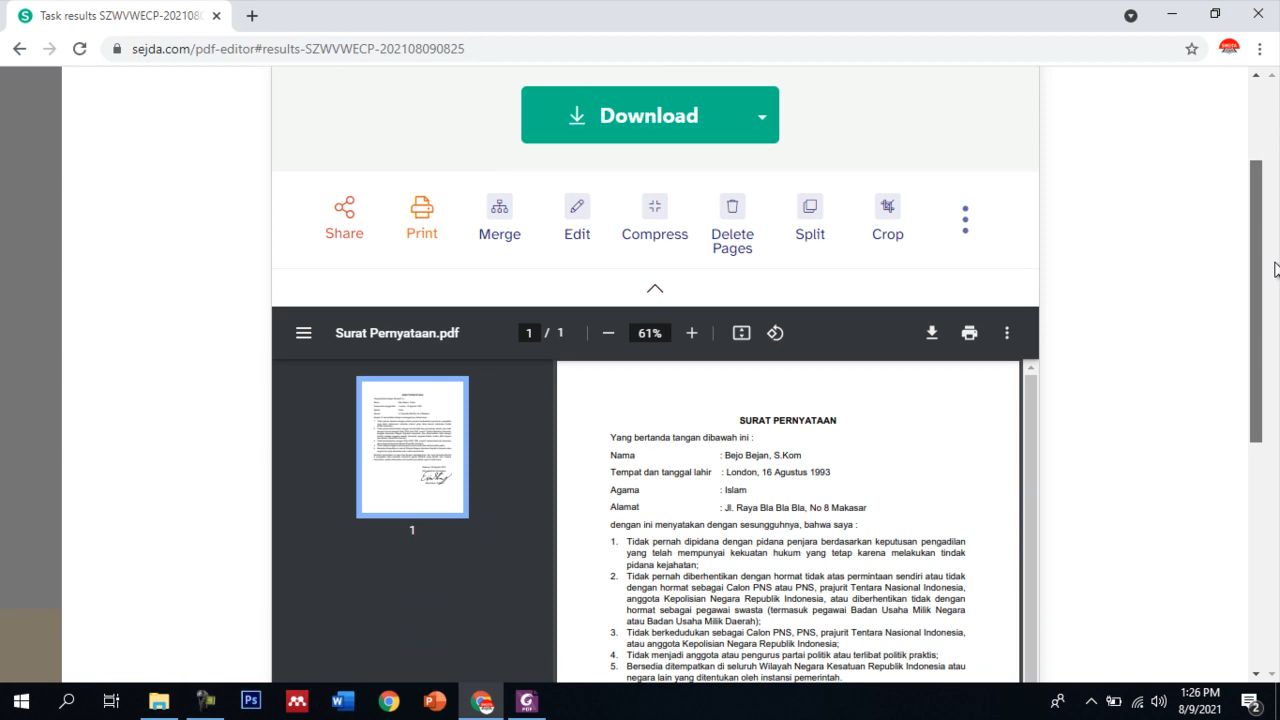 Task results SZWVWECP-2021080
sejda.com/pdf-editor#results-SZWVWECP-202108090825
Download
Share
Print
Merge
Edit
Compress
Delete
Pages
Split
Crop
Surat Pernyataan.pdf
1 / 1
61%
1
SURAT PERNYATAAN
Yang bertanda tangan dibawah ini :
Nama : Bejo Bejan, S.Kom
Tempat dan tanggal lahir : London, 16 Agustus 1993
Agama : Islam
Alamat : Jl. Raya Bla Bla Bla, No 8 Makasar
dengan ini menyatakan dengan sesungguhnya, bahwa saya :
1. Tidak pernah dipidana dengan pidana penjara berdasarkan keputusan pengadilan
yang telah mempunyai kekuatan hukum yang tetap karena melakukan tindak
pidana kejahatan;
2. Tidak pernah diberhentikan dengan hormat tidak atas permintaan sendiri atau tidak
dengan hormat sebagai Calon PNS atau PNS, prajurit Tentara Nasional Indonesia,
anggota Kepolisian Negara Republik Indonesia, atau diberhentikan tidak dengan
hormat sebagai pegawai swasta (termasuk pegawai Badan Usaha Milik Negara
atau Badan Usaha Milik Daerah);
3. Tidak berkedudukan sebagai Calon PNS, PNS, prajurit Tentara Nasional Indonesia,
atau anggota Kepolisian Negara Republik Indonesia;
4. Tidak menjadi anggota atau pengurus partai politik atau terlibat politik praktis;
5. Bersedia ditempatkan di seluruh Wilayah Negara Kesatuan Republik Indonesia atau
negara lain yang ditentukan oleh instansi pemerintah.
1:26 PM
8/9/2021
2